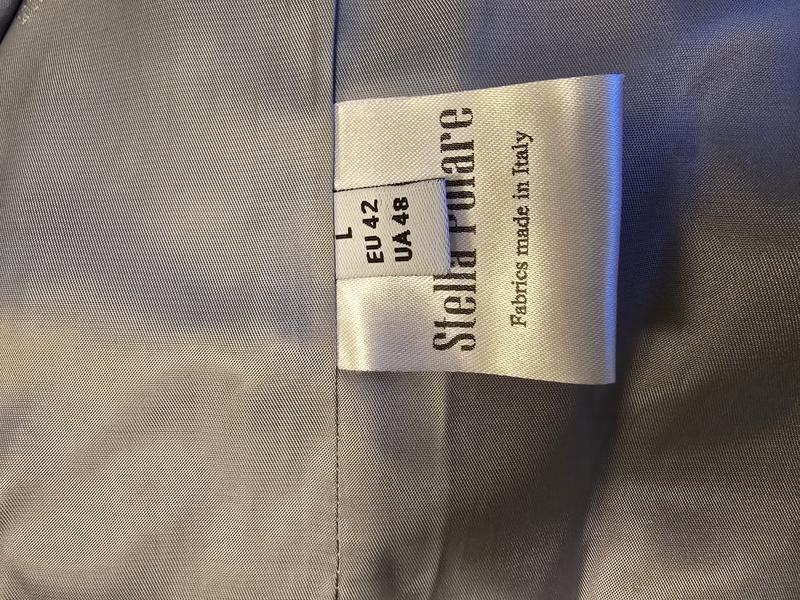 L
EU 42
UA 48
Stella Polare
Fabrics made in Italy